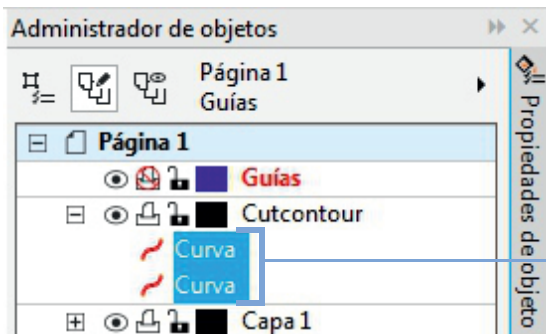 Administrador de objetos
Página 1
Guías
Página 1
Guías
Cutcontour
Curva
Curva
Capa 1
Propiedades de objeto